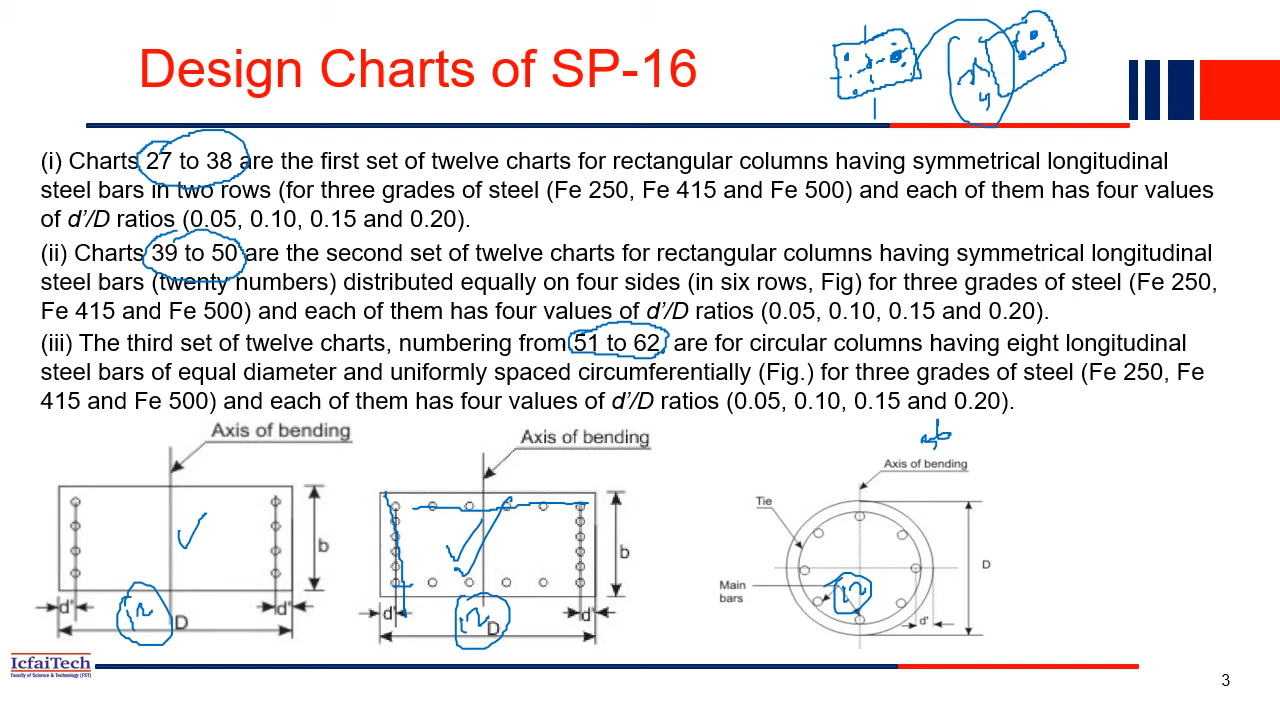 Design Charts of SP-16
(i) Charts 27 to 38 are the first set of twelve charts for rectangular columns having symmetrical longitudinal
steel bars in two rows (for three grades of steel (Fe 250, Fe 415 and Fe 500) and each of them has four values
of d'/D ratios (0.05, 0.10, 0.15 and 0.20).
(ii) Charts 39 to 50 are the second set of twelve charts for rectangular columns having symmetrical longitudinal
steel bars (twenty numbers) distributed equally on four sides (in six rows, Fig) for three grades of steel (Fe 250,
Fe 415 and Fe 500) and each of them has four values of d'/D ratios (0.05, 0.10, 0.15 and 0.20).
(iii) The third set of twelve charts, numbering from 51 to 62, are for circular columns having eight longitudinal
steel bars of equal diameter and uniformly spaced circumferentially (Fig.) for three grades of steel (Fe 250, Fe
415 and Fe 500) and each of them has four values of d'/D ratios (0.05, 0.10, 0.15 and 0.20).
Axis of bending
b
d'
d'
D
12
Axis of bending
b
d'
d'
D
12
Axis of bending
Tie
D
Main
bars
d'
12
IcfaiTech
Faculty of Science & Technology (FST)
3